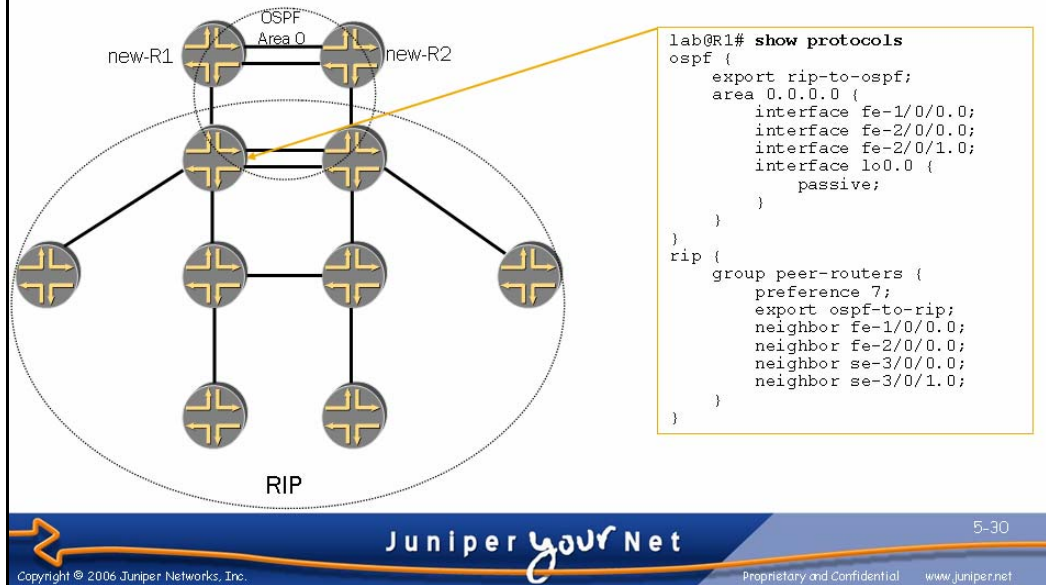 OSPF
Area 0
new-R1
new-R2
lab@R1# show protocols
ospf {
    export rip-to-ospf;
    area 0.0.0.0 {
        interface fe-1/0/0.0;
        interface fe-2/0/0.0;
        interface fe-2/0/1.0;
        interface lo0.0 {
            passive;
        }
    }
}
rip {
    group peer-routers {
        preference 7;
        export ospf-to-rip;
        neighbor fe-1/0/0.0;
        neighbor fe-2/0/0.0;
        neighbor se-3/0/0.0;
        neighbor se-3/0/1.0;
    }
}
RIP
Juniper your Net
5-30
Copyright © 2006 Juniper Networks, Inc.
Proprietary and Confidential www.juniper.net